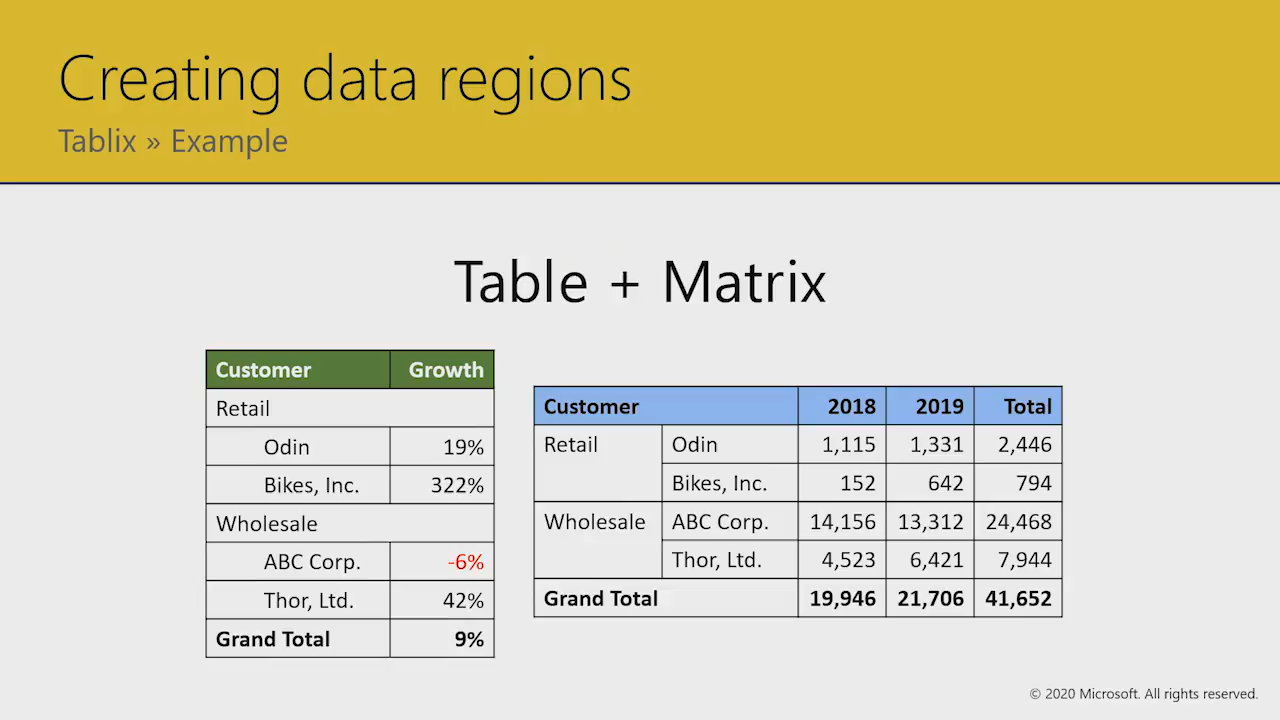 Creating data regions
Tablix » Example
Table + Matrix
Customer Growth
Retail
Odin 19%
Bikes, Inc. 322%
Wholesale
ABC Corp. -6%
Thor, Ltd. 42%
Grand Total 9%
Customer 2018 2019 Total
Retail Odin 1,115 1,331 2,446
Bikes, Inc. 152 642 794
Wholesale ABC Corp. 14,156 13,312 24,468
Thor, Ltd. 4,523 6,421 7,944
Grand Total 19,946 21,706 41,652
© 2020 Microsoft. All rights reserved.